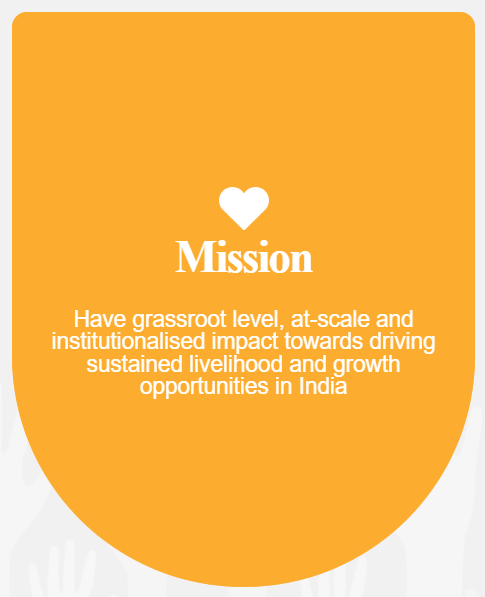 Mission
Have grassroot level, at-scale and
institutionalised impact towards driving
sustained livelihood and growth
opportunities in India